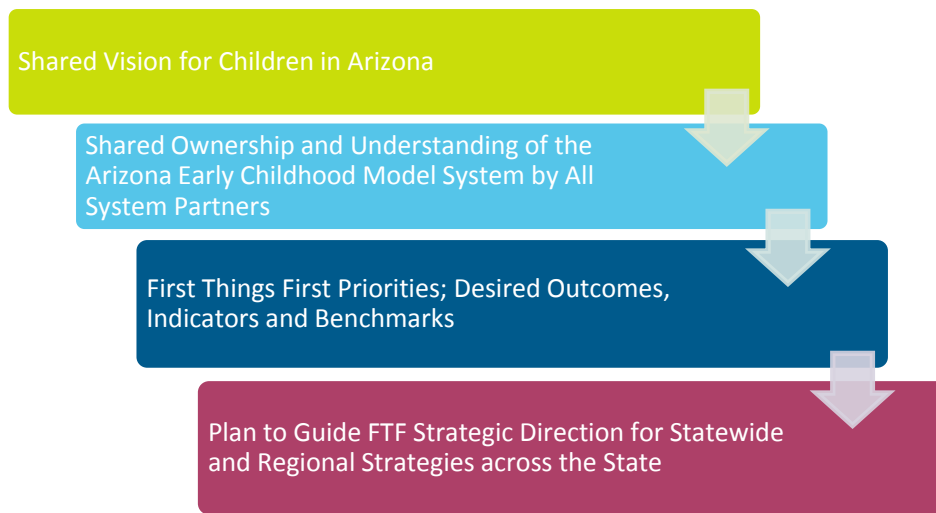 Shared Vision for Children in Arizona
Shared Ownership and Understanding of the
Arizona Early Childhood Model System by All
System Partners
First Things First Priorities; Desired Outcomes,
Indicators and Benchmarks
Plan to Guide FTF Strategic Direction for Statewide
and Regional Strategies across the State